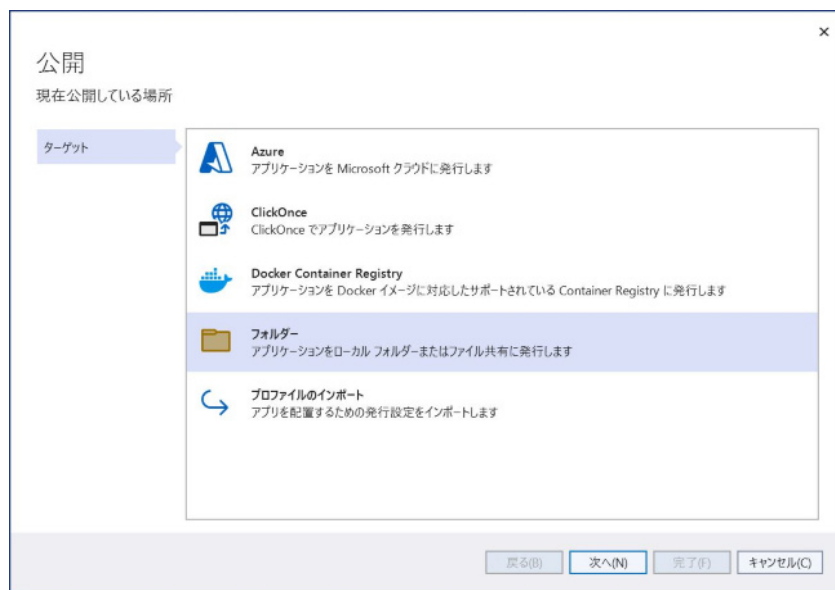 公開
現在公開している場所
ターゲット
Azure
アプリケーションを Microsoft クラウドに発行します
ClickOnce
ClickOnce でアプリケーションを発行します
Docker Container Registry
アプリケーションを Docker イメージに対応したサポートされている Container Registry に発行します
フォルダー
アプリケーションをローカル フォルダーまたはファイル共有に発行します
プロファイルのインポート
アプリを配置するための発行設定をインポートします
戻る(B)
次へ(N)
完了(F)
キャンセル(C)